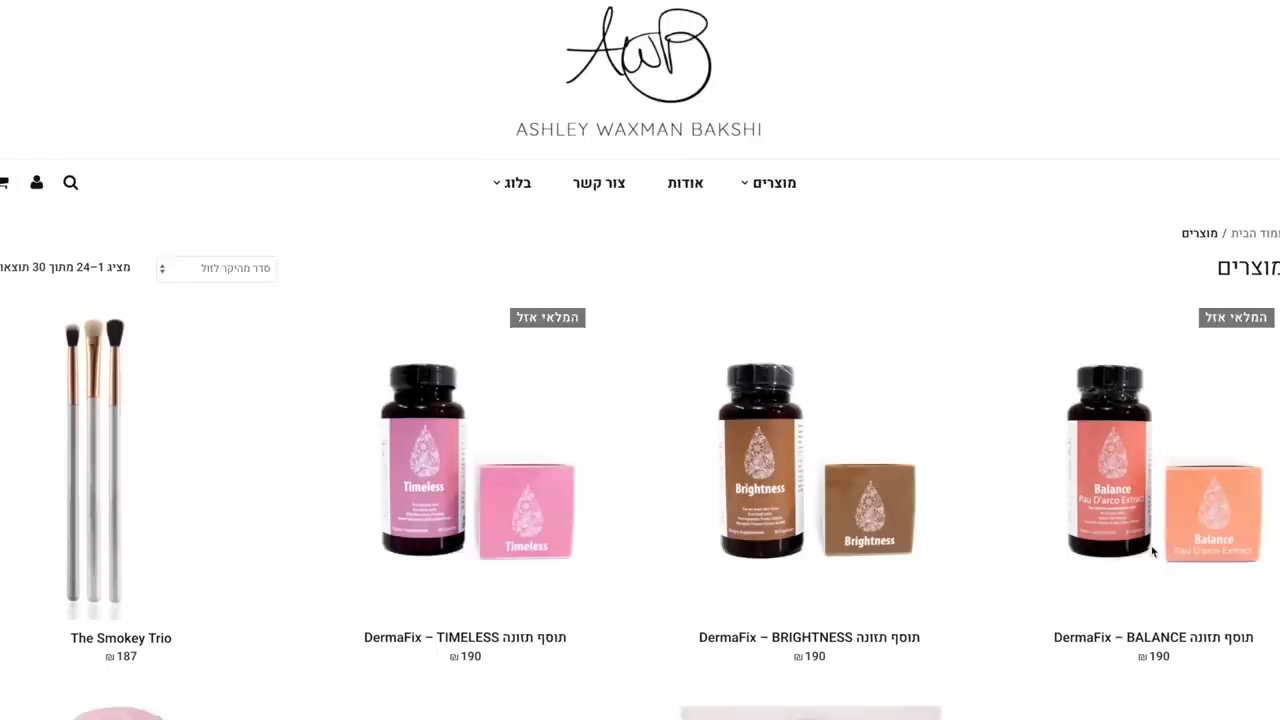 AWB
ASHLEY WAXMAN BAKSHI
מוצרים
אודות
צור קשר
בלוג
עמוד הבית / מוצרים
מוצרים
סדר מהיקר לזול
מציג 1–24 מתוך 30
המלאי אזל
המלאי אזל
Balance
Pau D'arco Extract
Balance
Pau D'arco Extract
Brightness
Brightness
Timeless
Timeless
תוסף תזונה DermaFix – BALANCE
190 ₪
תוסף תזונה DermaFix – BRIGHTNESS
190 ₪
תוסף תזונה DermaFix – TIMELESS
190 ₪
The Smokey Trio
187 ₪